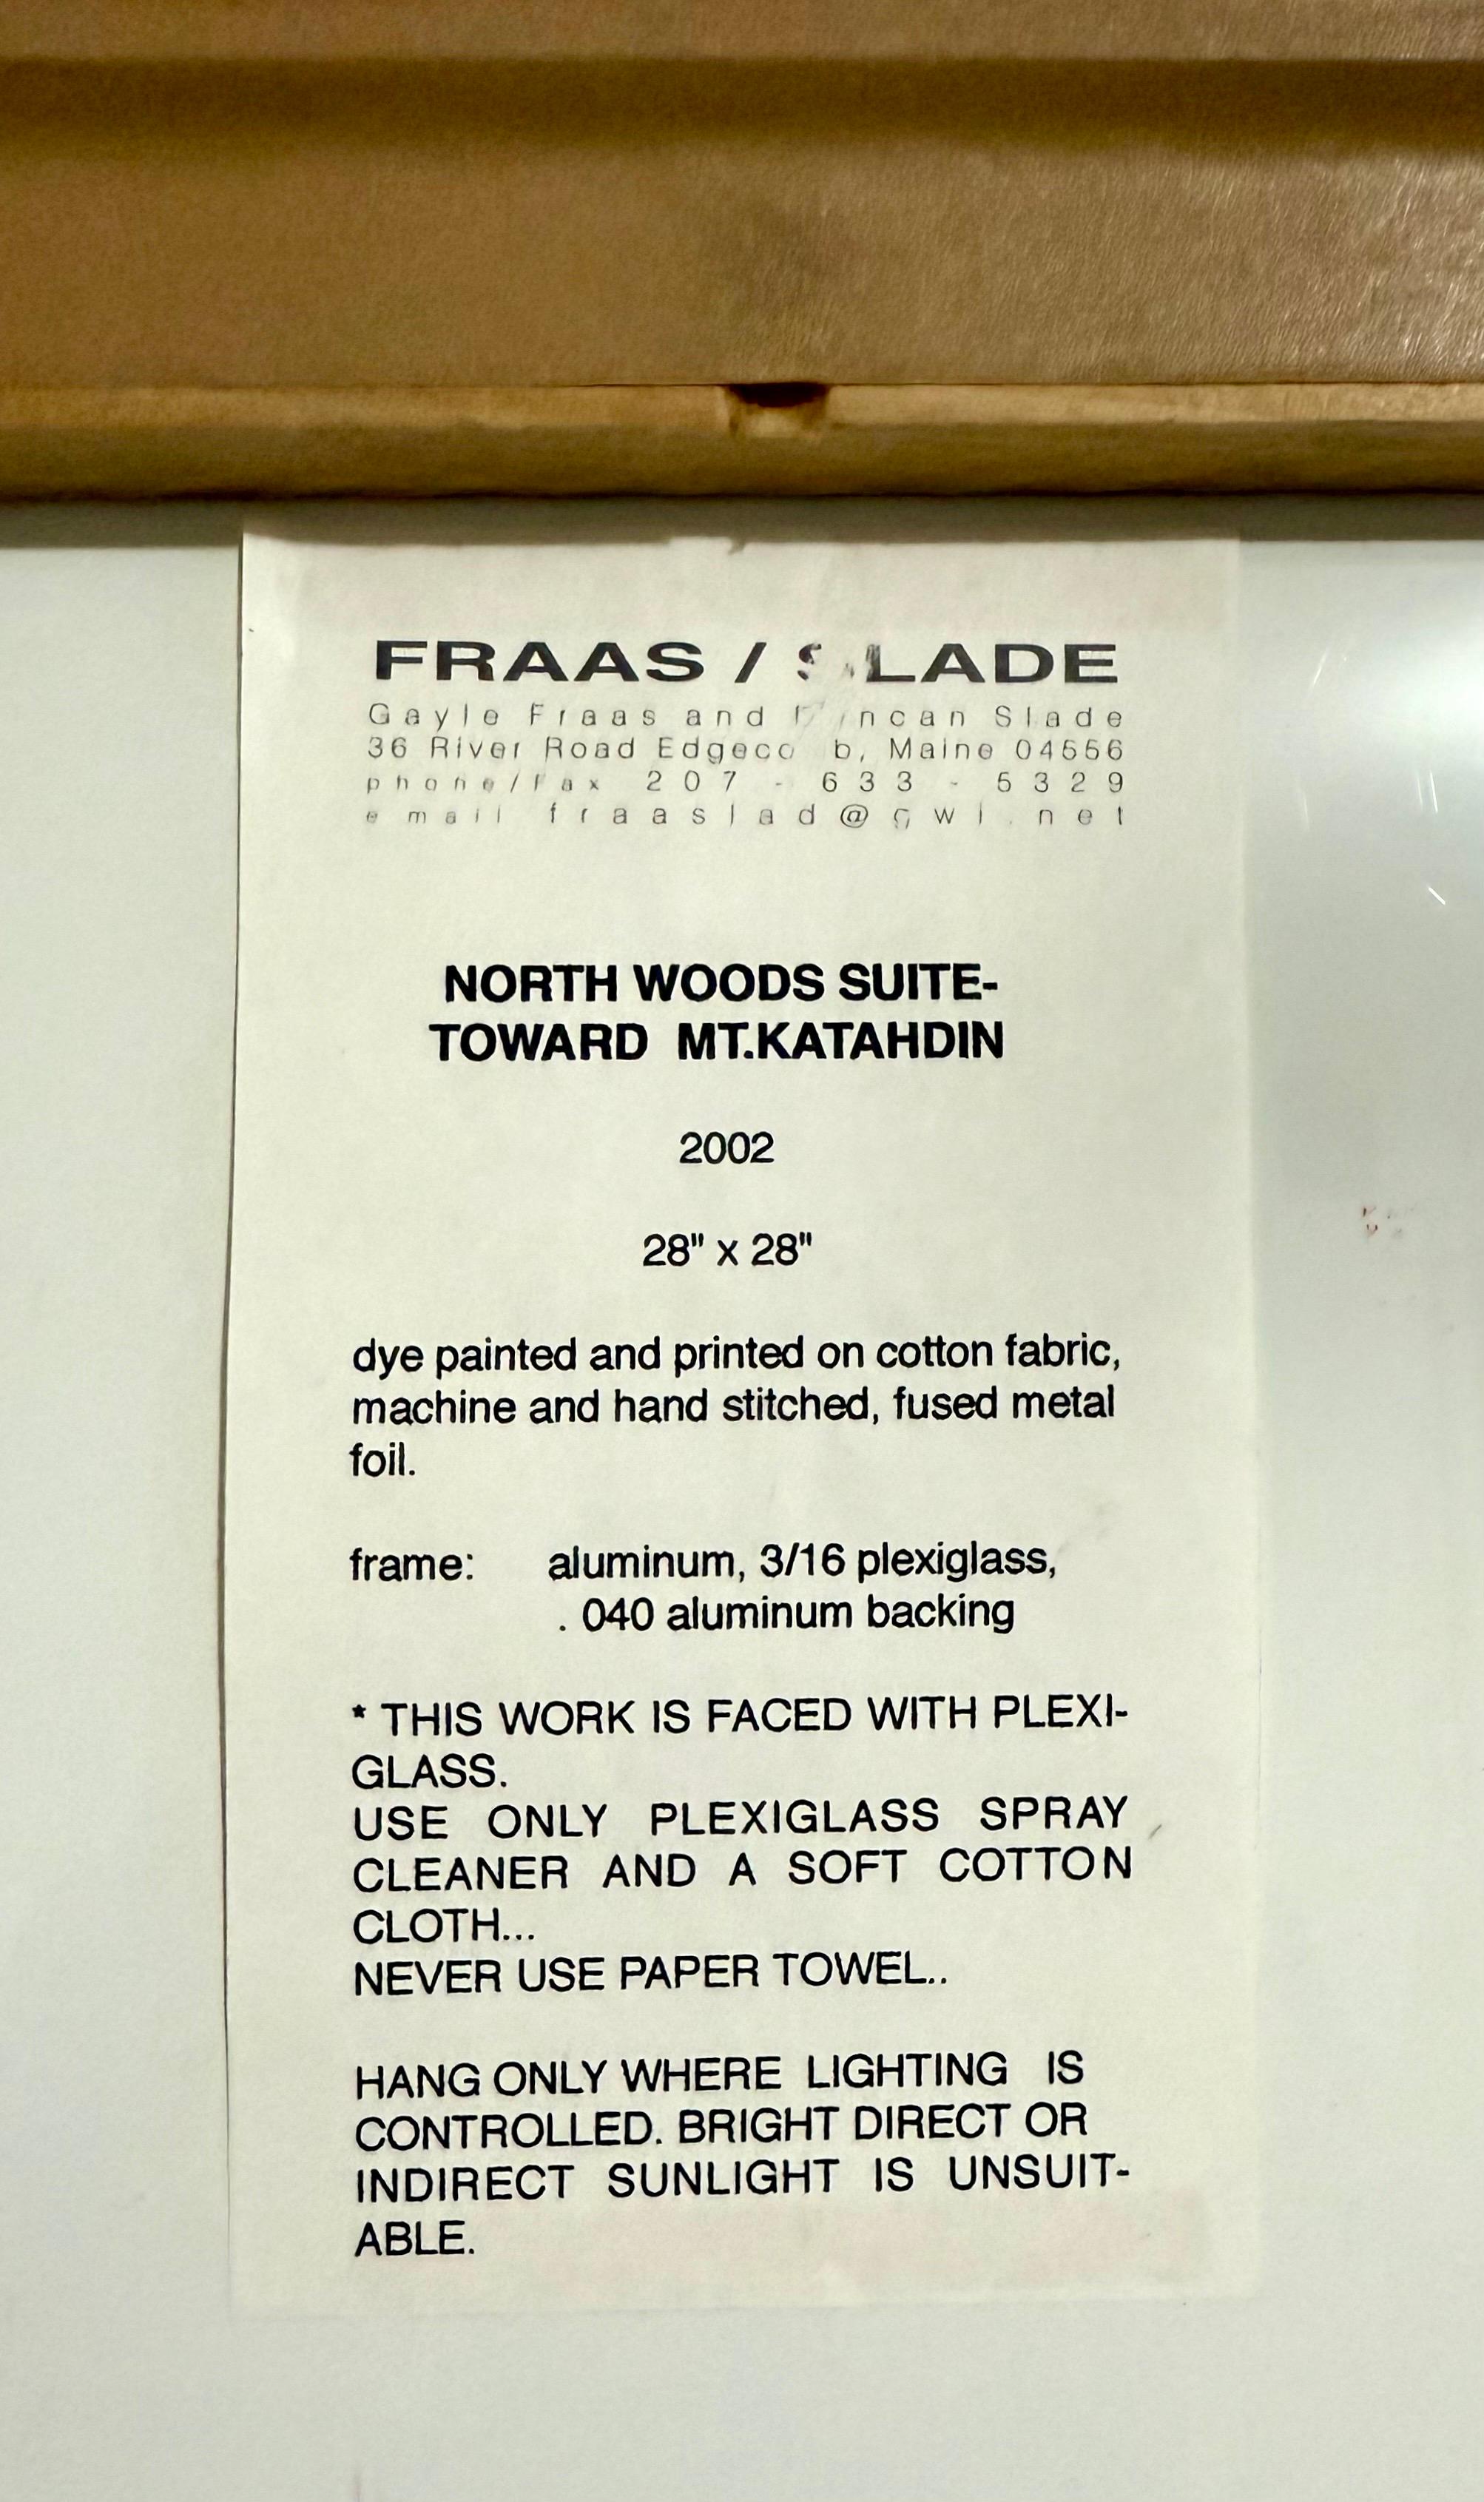 FRAAS / SLADE
Gayle Fraas and Duncan Slade
36 River Road Edgecomb, Maine 04556
phone/Fax 207 - 633 - 5329
email fraaslad@gwi.net
NORTH WOODS SUITE-
TOWARD MT.KATAHDIN
2002
28" x 28"
dye painted and printed on cotton fabric,
machine and hand stitched, fused metal
foil.
frame: aluminum, 3/16 plexiglass,
. 040 aluminum backing
* THIS WORK IS FACED WITH PLEXI-
GLASS.
USE ONLY PLEXIGLASS SPRAY
CLEANER AND A SOFT COTTON
CLOTH...
NEVER USE PAPER TOWEL..
HANG ONLY WHERE LIGHTING IS
CONTROLLED. BRIGHT DIRECT OR
INDIRECT SUNLIGHT IS UNSUIT-
ABLE.